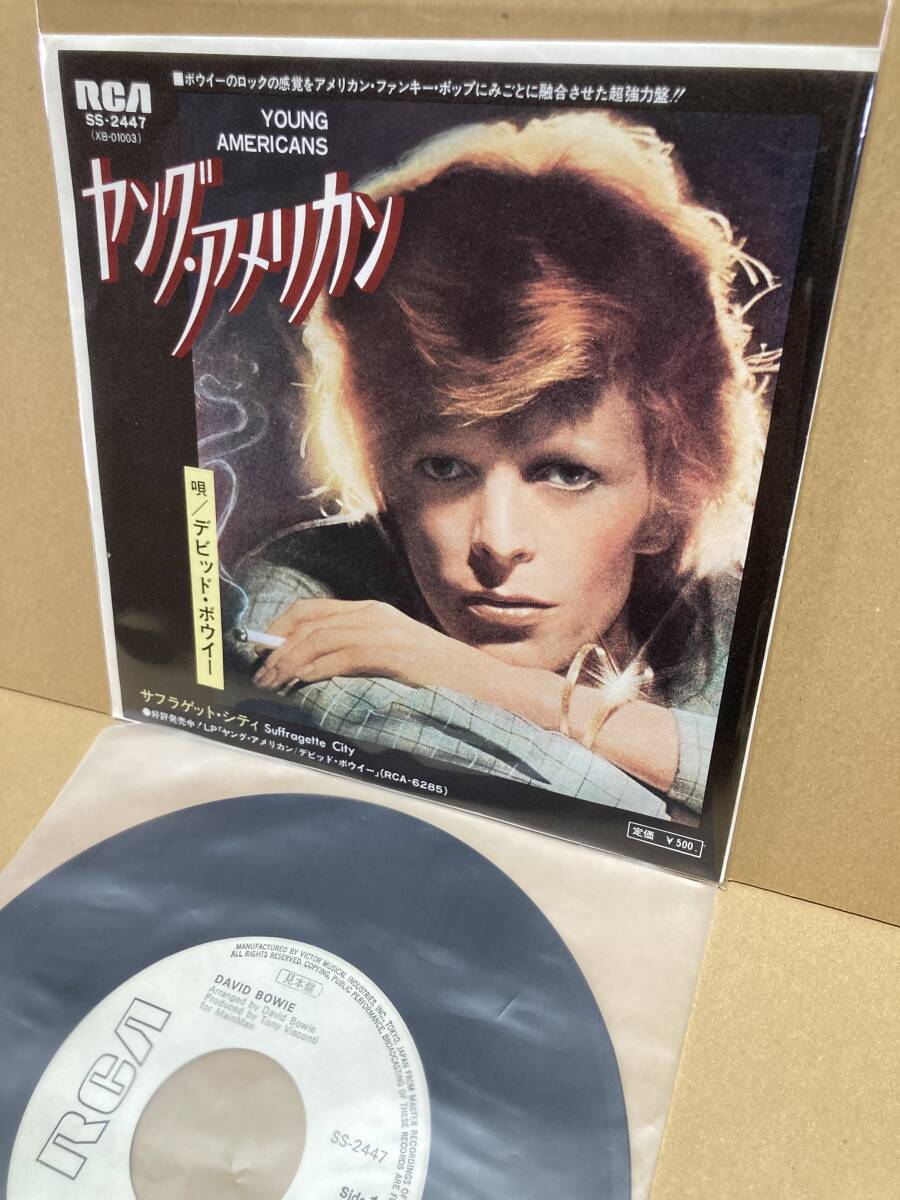 ■ボウイーのロックの感覚をアメリカン・ファンキー・ポップにみごとに融合させた超強力盤!!
RCA
SS-2447
(XB-01003)
YOUNG
AMERICANS
ヤング・アメリカン
唄/デビッド・ボウイー
サフラゲット・シティ Suffragette City
●好評発売中!LP「ヤング・アメリカン/デビッド・ボウイー」(RCA-6285)
定価 ¥500.
MANUFACTURED BY VICTOR MUSICAL INDUSTRIES, INC., TOKYO, JAPAN FROM MASTER RECORDINGS OF
ALL RIGHTS RESERVED, COPYING, PUBLIC PERFORMANCE, BROADCASTING OF THESE RECORDS ARE
見本盤
DAVID BOWIE
Arranged by David Bowie
Produced by Tony Visconti
for MainMan
RCA
SS-2447
Side